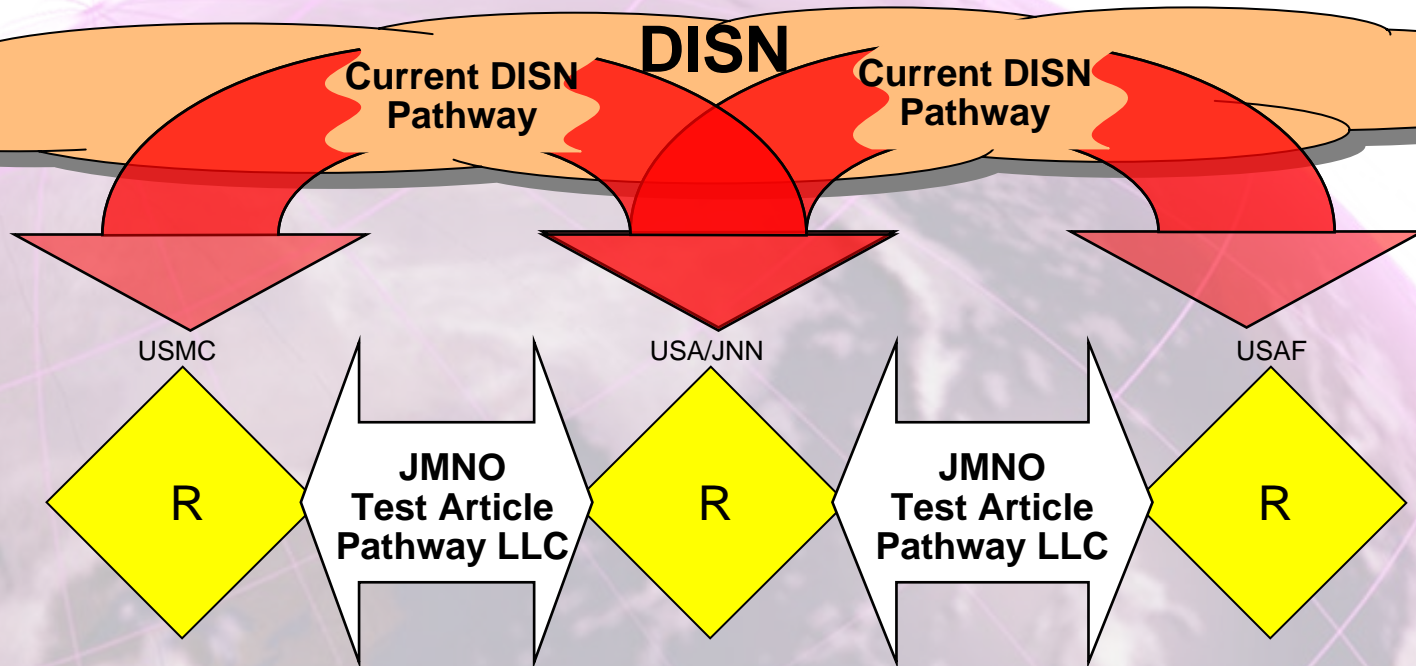 DISN
Current DISN
Pathway
Current DISN
Pathway
USMC
USA/JNN
USAF
R
JMNO
Test Article
Pathway LLC
R
JMNO
Test Article
Pathway LLC
R